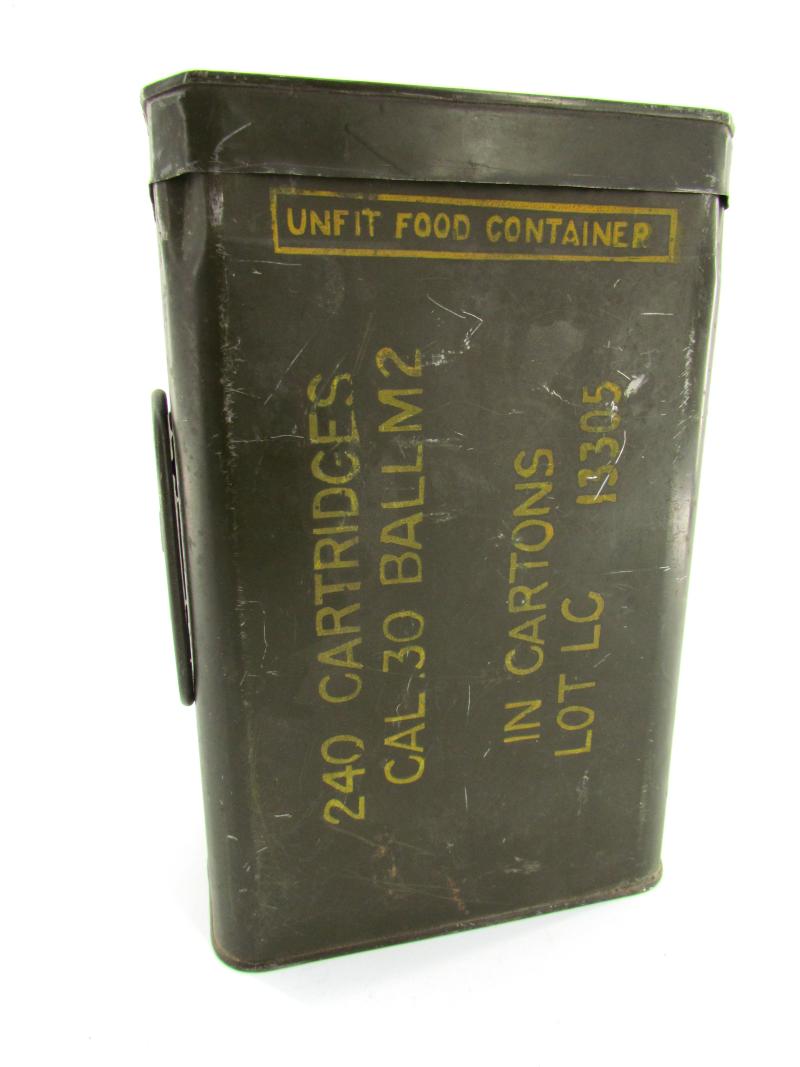 UNFIT FOOD CONTAINER
240 CARTRIDGES
CAL .30 BALL M2
IN CARTONS
LOT LC 13305